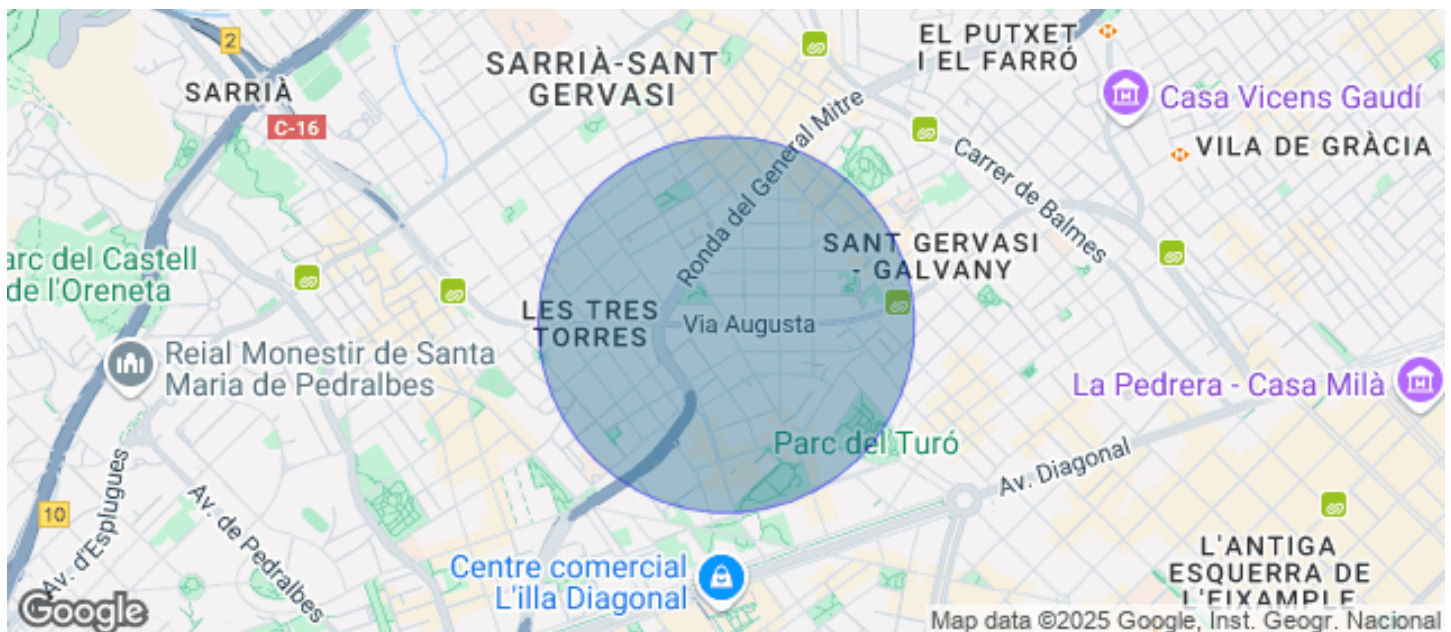 EL PUTXET
I EL FARRÓ
2
SARRIÀ-SANT
GERVASI
SARRIÀ
Casa Vicens Gaudí
C-16
Ronda del General Mitre
Carrer de Balmes
VILA DE GRÀCIA
SANT GERVASI
- GALVANY
arc del Castell
de l'Oreneta
LES TRES
TORRES
Via Augusta
Reial Monestir de Santa
Maria de Pedralbes
La Pedrera - Casa Milà
Parc del Turó
Av. Diagonal
10
Av. d'Esplugues
Av. de Pedralbes
Centre comercial
L'illa Diagonal
L'ANTIGA
ESQUERRA DE
L'EIXAMPLE
Google
Map data ©2025 Google, Inst. Geogr. Nacional